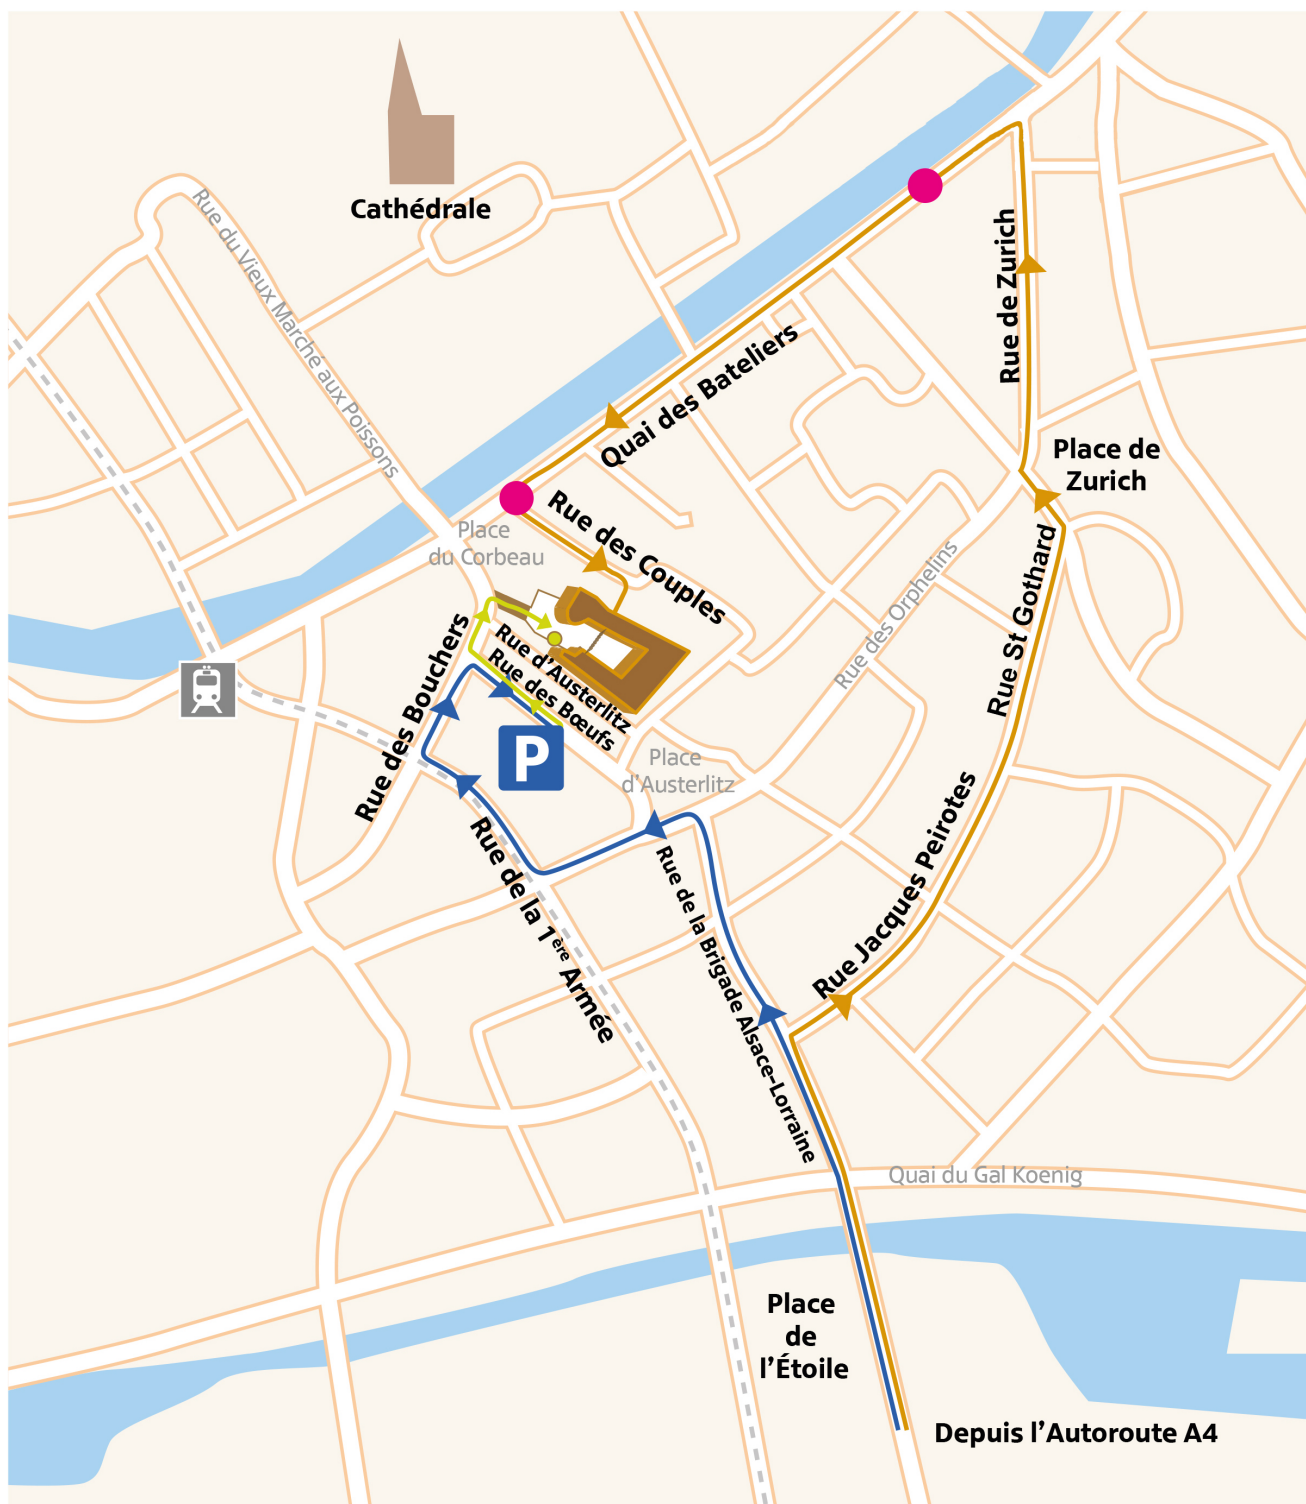 Cathédrale
Rue du Vieux Marché aux Poissons
Rue de Zurich
Quai des Bateliers
Place de
Zurich
Rue des Couples
Place
du Corbeau
Rue St Gothard
Rue des Orphelins
Rue des Bouchers
Rue d'Austerlitz
Rue des Bœufs
P
Place
d'Austerlitz
Rue Jacques Peirotes
Rue de la 1ère Armée
Rue de la Brigade Alsace-Lorraine
Quai du Gal Koenig
Place
de
l'Étoile
Depuis l'Autoroute A4